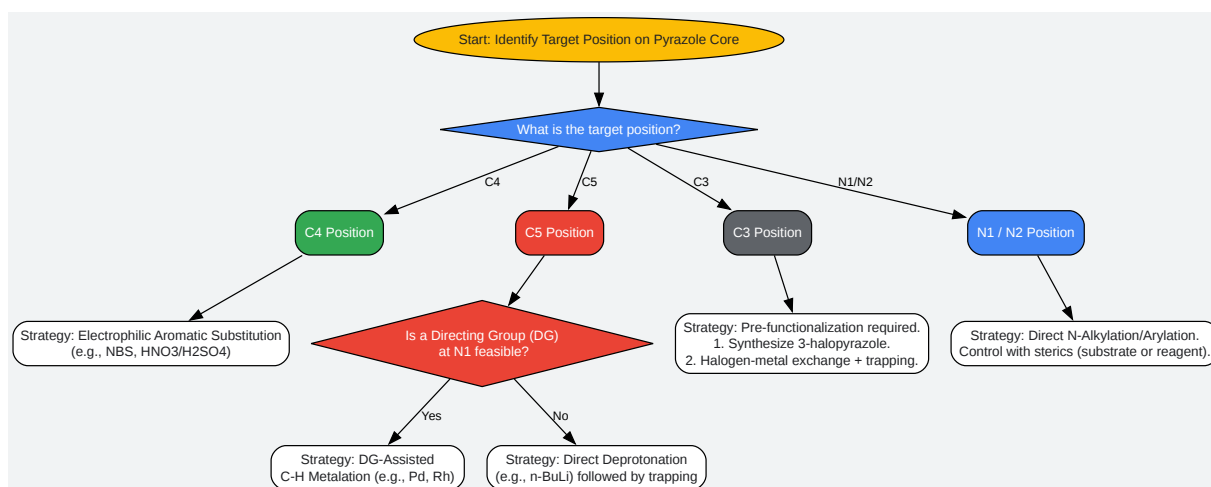 Start: Identify Target Position on Pyrazole Core
What is the target position?
C4
C5
C3
N1/N2
C4 Position
C5 Position
C3 Position
N1 / N2 Position
Strategy: Electrophilic Aromatic Substitution
(e.g., NBS, HNO3/H2SO4)
Is a Directing Group (DG)
at N1 feasible?
Strategy: Pre-functionalization required.
1. Synthesize 3-halopyrazole.
2. Halogen-metal exchange + trapping.
Strategy: Direct N-Alkylation/Arylation.
Control with sterics (substrate or reagent).
Yes
No
Strategy: DG-Assisted
C-H Metalation (e.g., Pd, Rh)
Strategy: Direct Deprotonation
(e.g., n-BuLi) followed by trapping